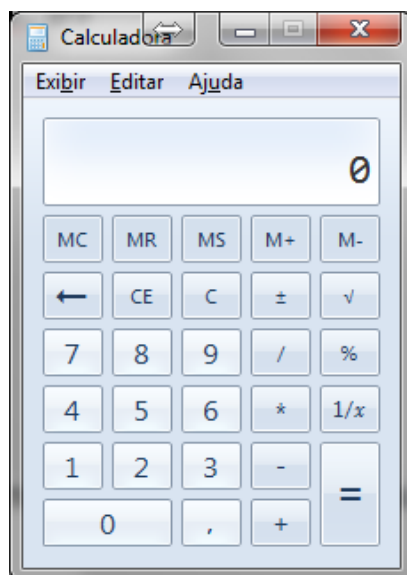 Calculadora
Exibir Editar Ajuda
0
MC MR MS M+ M-
← CE C ± √
7 8 9 / %
4 5 6 * 1/x
1 2 3 - =
0 , +